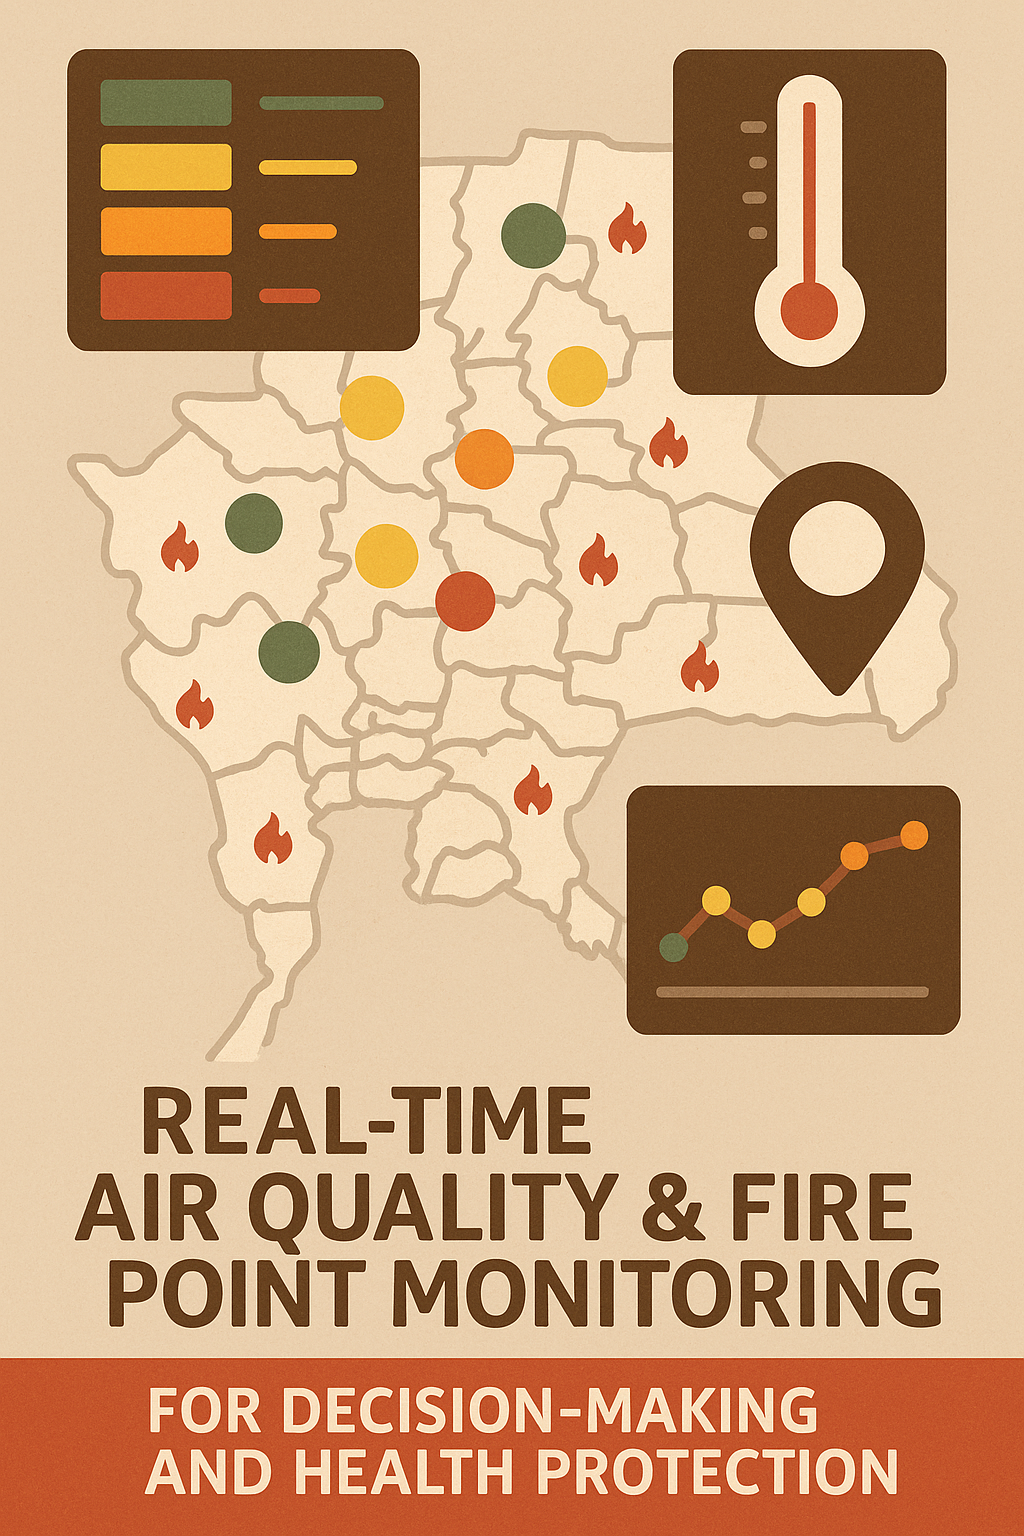 REAL-TIME
AIR QUALITY & FIRE
POINT MONITORING
FOR DECISION-MAKING
AND HEALTH PROTECTION